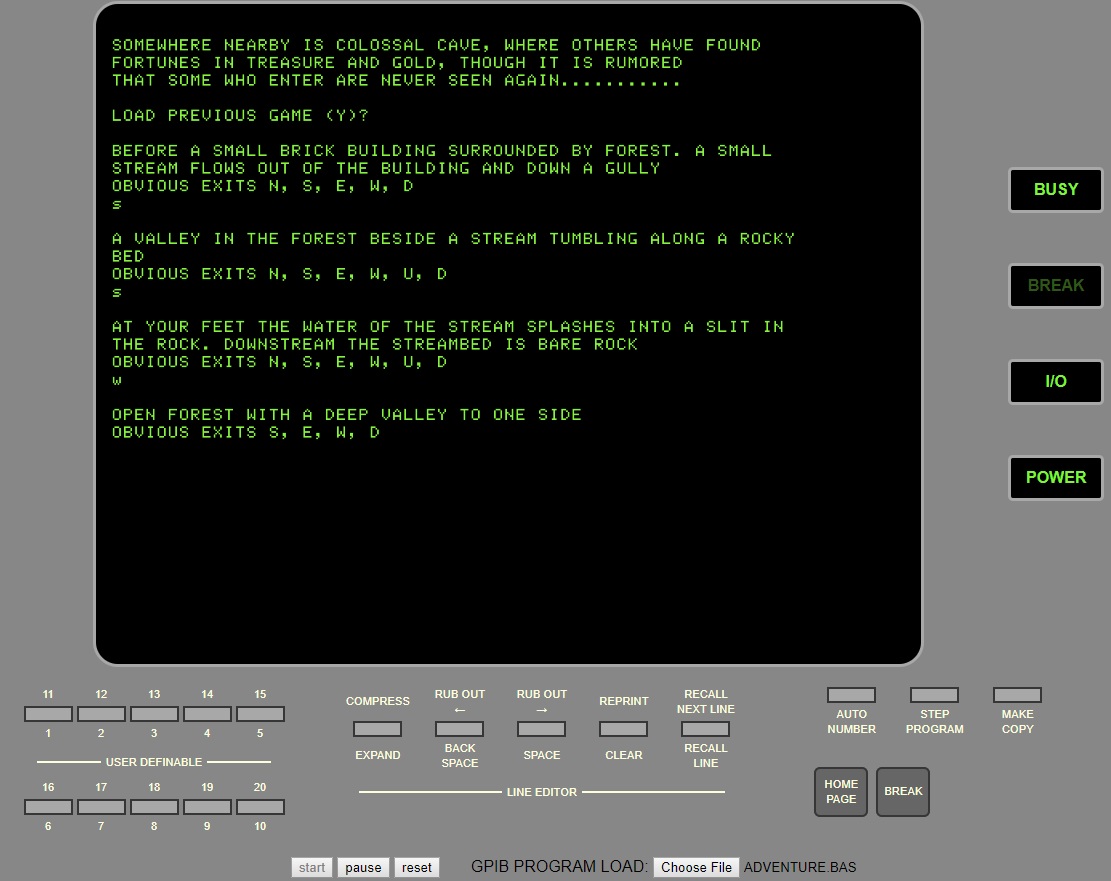 SOMEWHERE NEARBY IS COLOSSAL CAVE, WHERE OTHERS HAVE FOUND
FORTUNES IN TREASURE AND GOLD, THOUGH IT IS RUMORED
THAT SOME WHO ENTER ARE NEVER SEEN AGAIN...........
LOAD PREVIOUS GAME (Y)?
BEFORE A SMALL BRICK BUILDING SURROUNDED BY FOREST. A SMALL
STREAM FLOWS OUT OF THE BUILDING AND DOWN A GULLY
OBVIOUS EXITS N, S, E, W, D
s
A VALLEY IN THE FOREST BESIDE A STREAM TUMBLING ALONG A ROCKY
BED
OBVIOUS EXITS N, S, E, W, U, D
s
AT YOUR FEET THE WATER OF THE STREAM SPLASHES INTO A SLIT IN
THE ROCK. DOWNSTREAM THE STREAMBED IS BARE ROCK
OBVIOUS EXITS N, S, E, W, U, D
w
OPEN FOREST WITH A DEEP VALLEY TO ONE SIDE
OBVIOUS EXITS S, E, W, D
BUSY
BREAK
I/O
POWER
11 12 13 14 15
1 2 3 4 5
USER DEFINABLE
16 17 18 19 20
6 7 8 9 10
COMPRESS
EXPAND
RUB OUT
←
BACK
SPACE
RUB OUT
→
SPACE
REPRINT
CLEAR
RECALL
NEXT LINE
RECALL
LINE
LINE EDITOR
AUTO
NUMBER
STEP
PROGRAM
MAKE
COPY
HOME
PAGE
BREAK
start pause reset GPIB PROGRAM LOAD: Choose File ADVENTURE.BAS